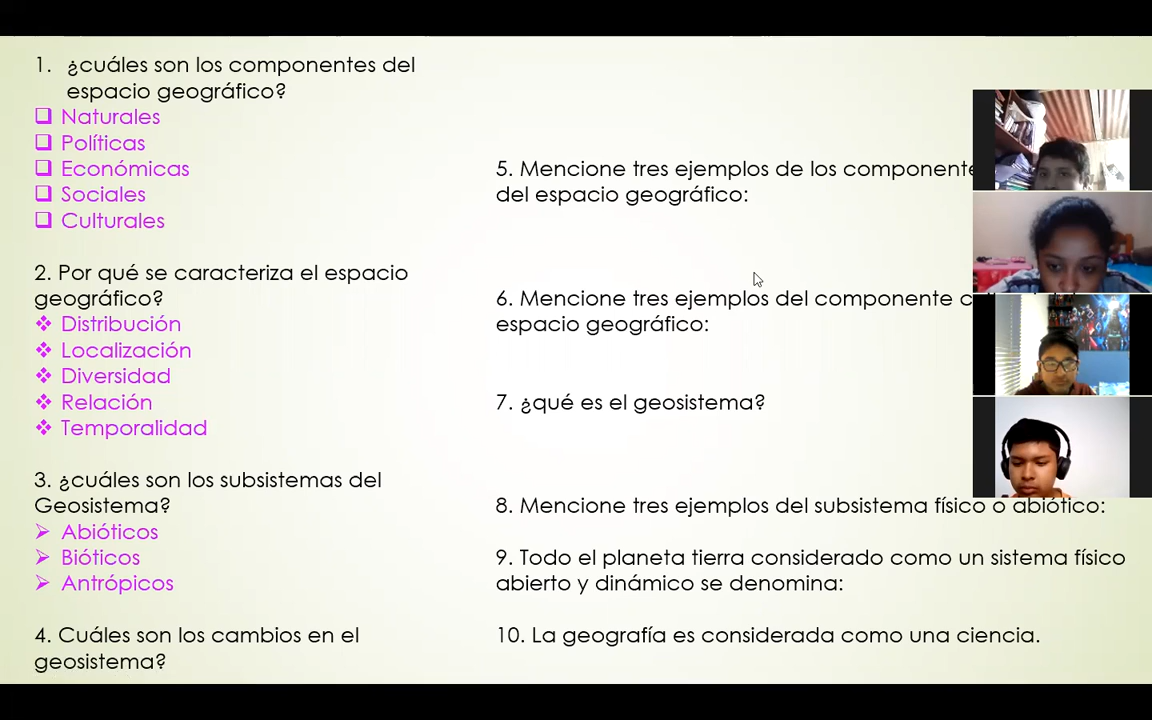 1. ¿cuáles son los componentes del
espacio geográfico?
Naturales
Políticas
Económicas
Sociales
Culturales
2. Por qué se caracteriza el espacio
geográfico?
Distribución
Localización
Diversidad
Relación
Temporalidad
3. ¿cuáles son los subsistemas del
Geosistema?
Abióticos
Bióticos
Antrópicos
4. Cuáles son los cambios en el
geosistema?
5. Mencione tres ejemplos de los
del espacio geográfico:
6. Mencione tres ejemplos del componente
espacio geográfico:
7. ¿qué es el geosistema?
8. Mencione tres ejemplos del subsistema físico o abiótico:
9. Todo el planeta tierra considerado como un sistema físico
abierto y dinámico se denomina:
10. La geografía es considerada como una ciencia.